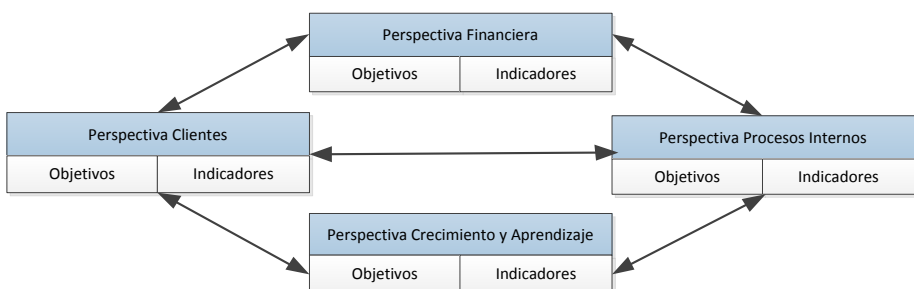 Perspectiva Financiera
Objetivos Indicadores
Perspectiva Clientes
Objetivos Indicadores
Perspectiva Procesos Internos
Objetivos Indicadores
Perspectiva Crecimiento y Aprendizaje
Objetivos Indicadores